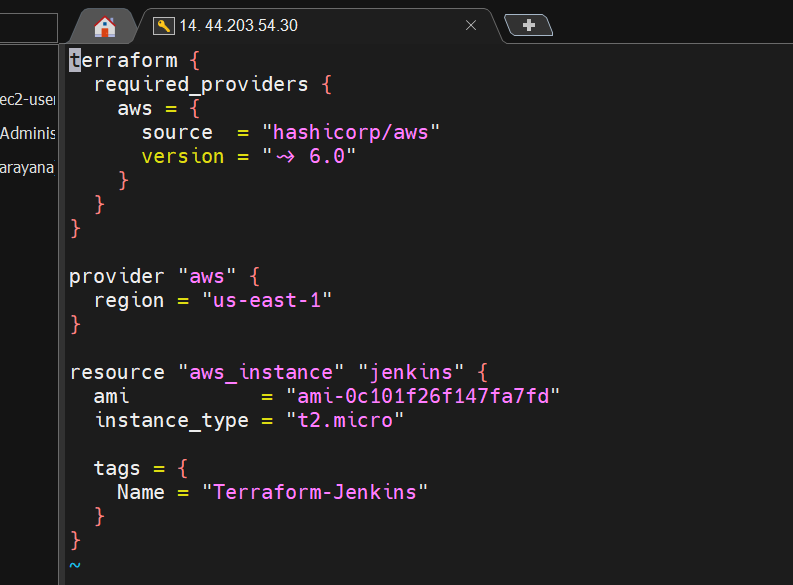 14. 44.203.54.30
ec2-user
Adminis
arayana
terraform {
  required_providers {
    aws = {
      source  = "hashicorp/aws"
      version = "~> 6.0"
    }
  }
}

provider "aws" {
  region = "us-east-1"
}

resource "aws_instance" "jenkins" {
  ami           = "ami-0c101f26f147fa7fd"
  instance_type = "t2.micro"

  tags = {
    Name = "Terraform-Jenkins"
  }
}
~